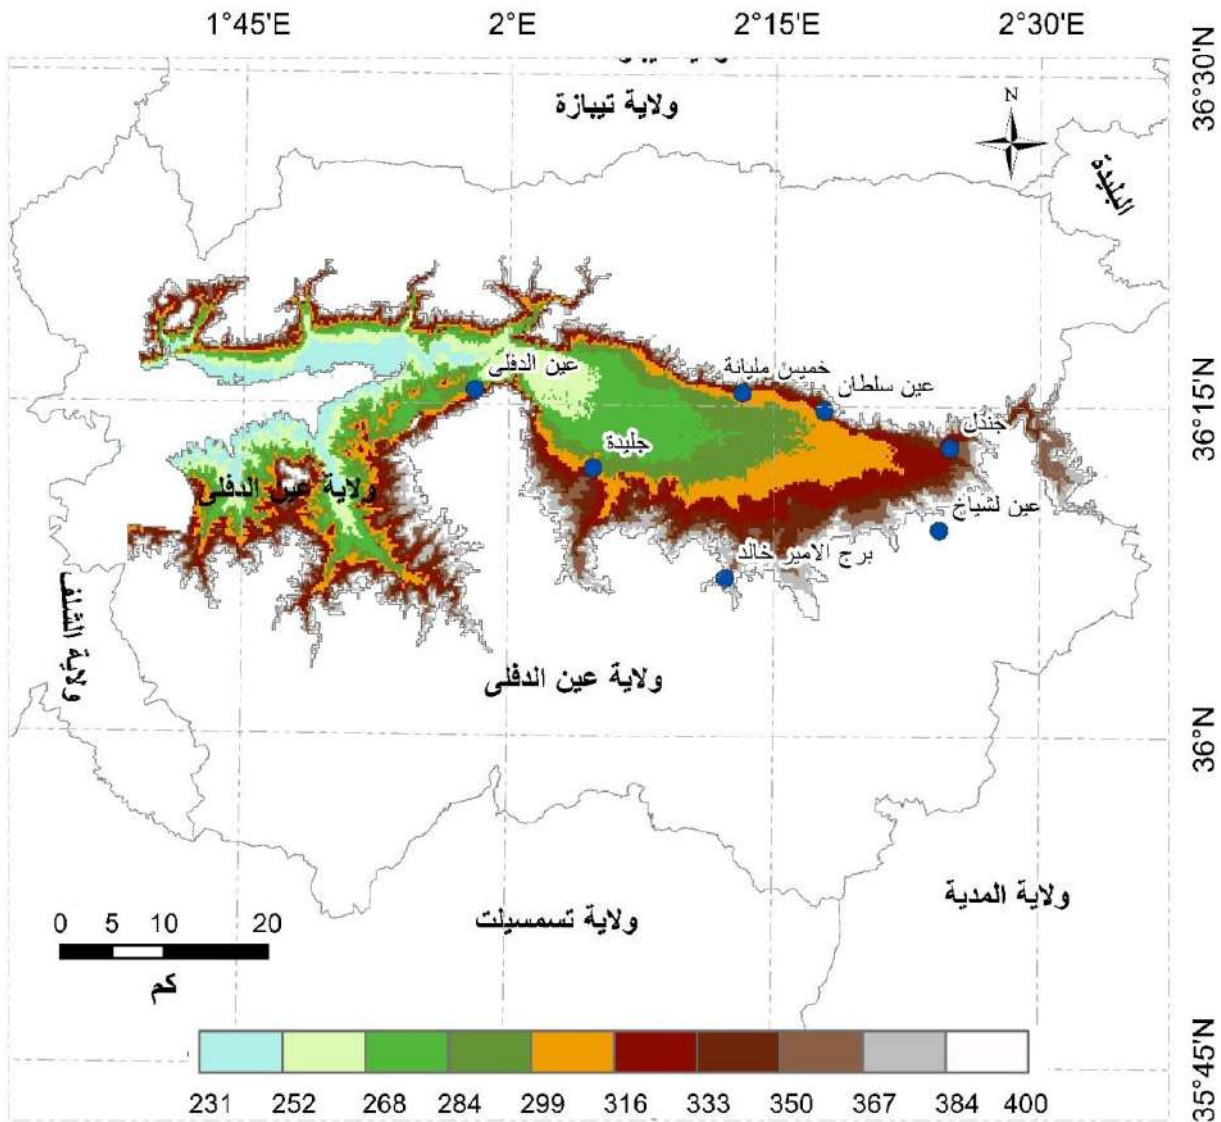 1°45'E 2°E 2°15'E 2°30'E
36°30'N
ولاية تيبازة
N
البليدة
عين الدفلى
خميس مليانة
عين سلطان
36°15'N
جندل
جليدة
ولاية عين الدفلى
عين لشياخ
برج الامير خالد
ولاية الشلف
ولاية عين الدفلى
36°N
ولاية المدية
ولاية تسمسيلت
0 5 10 20
كم
35°45'N
231 252 268 284 299 316 333 350 367 384 400